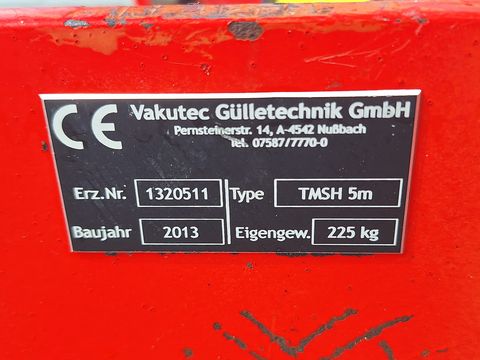 CE Vakutec Gülletechnik GmbH
Pernsteinerstr. 14, A-4542 Nußbach
Tel. 07587/7770-0
Erz.Nr. 1320511 Type TMSH 5m
Baujahr 2013 Eigengew. 225 kg